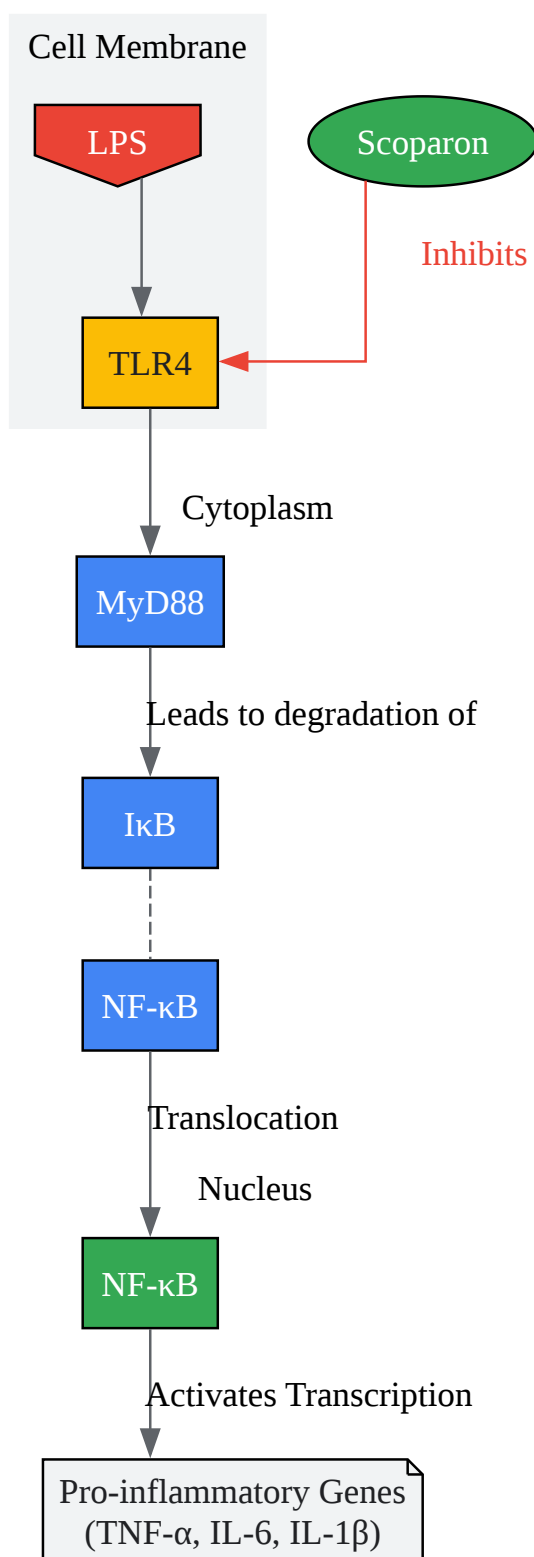 Cell Membrane
LPS
Scoparon
Inhibits
TLR4
Cytoplasm
MyD88
Leads to degradation of
IκB
NF-κB
Translocation
Nucleus
NF-κB
Activates Transcription
Pro-inflammatory Genes
(TNF-α, IL-6, IL-1β)